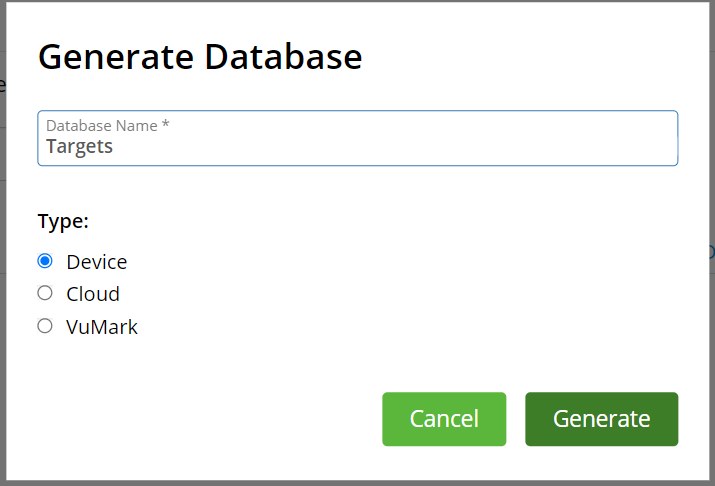 Generate Database
Database Name *
Targets
Type:
Device
Cloud
VuMark
Cancel Generate